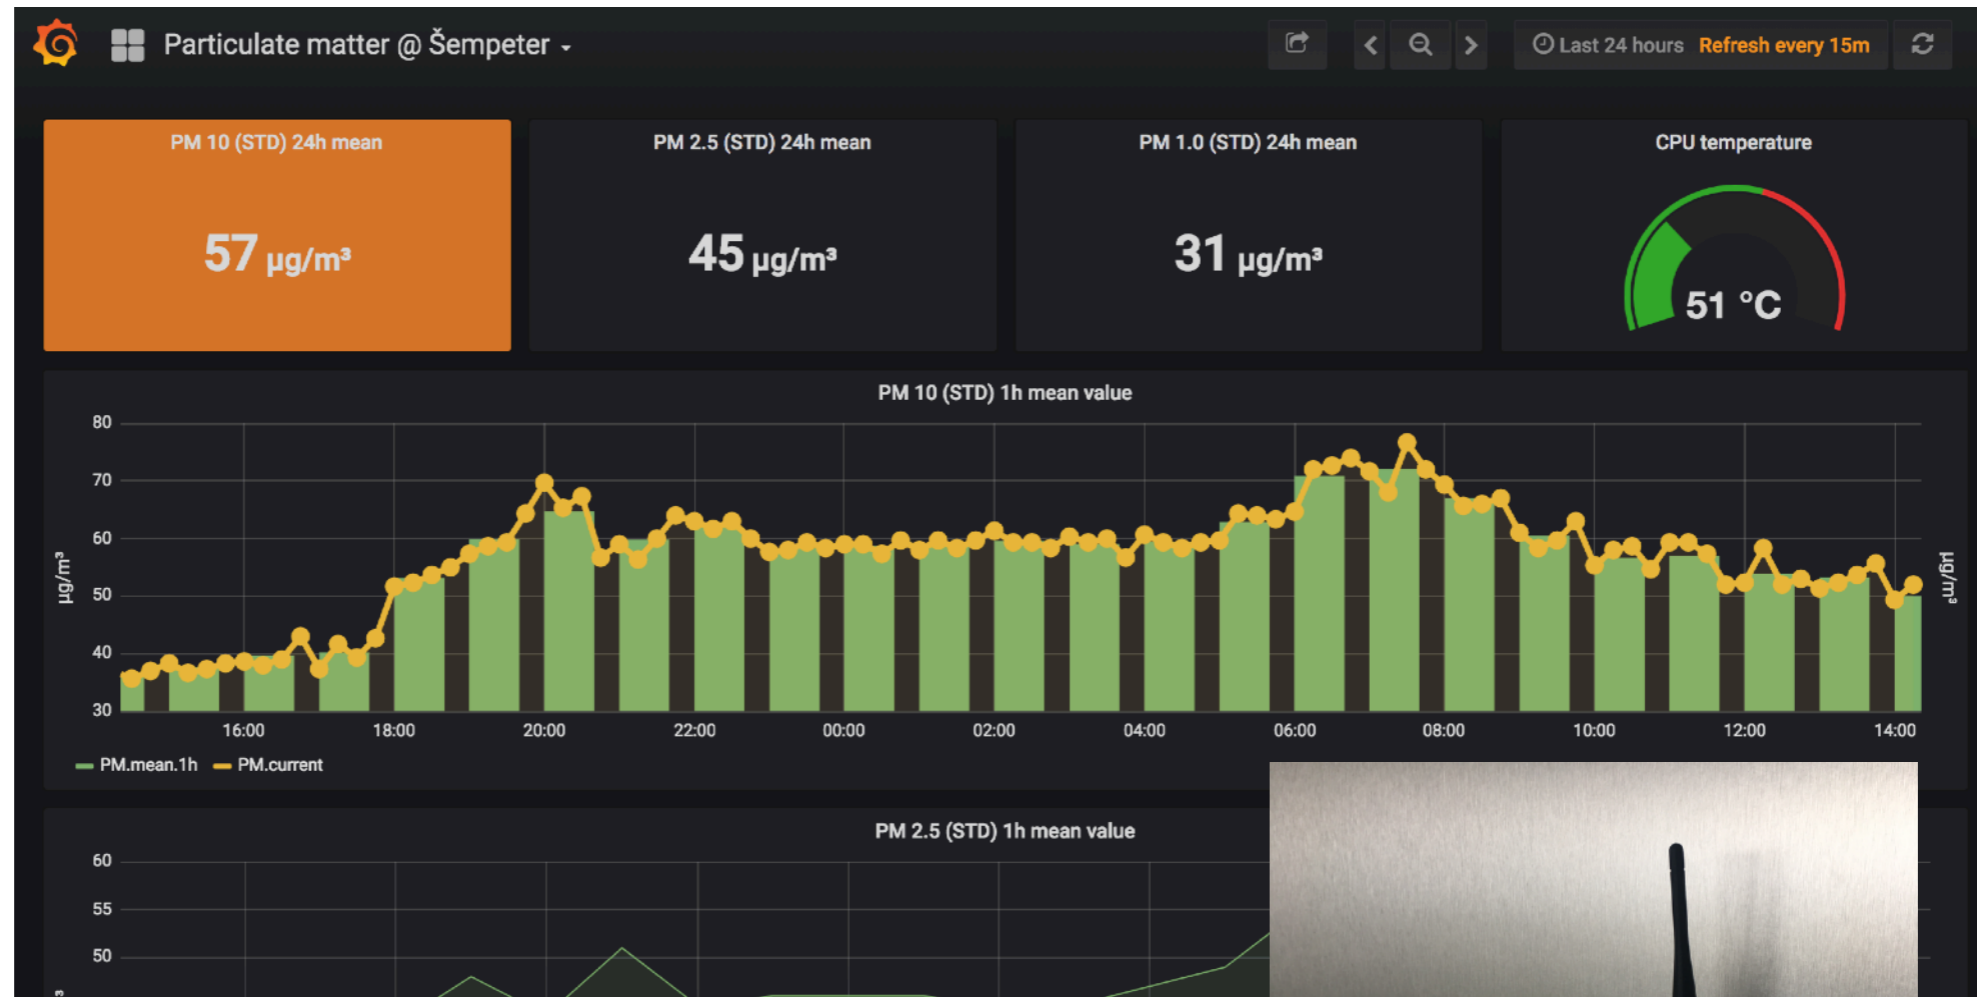 Particulate matter @ Šempeter
Last 24 hours Refresh every 15m
PM 10 (STD) 24h mean
57 µg/m³
PM 2.5 (STD) 24h mean
45 µg/m³
PM 1.0 (STD) 24h mean
31 µg/m³
CPU temperature
51 °C
PM 10 (STD) 1h mean value
80
70
60
50
40
30
µg/m³
µg/m³
16:00 18:00 20:00 22:00 00:00 02:00 04:00 06:00 08:00 10:00 12:00 14:00
PM.mean.1h PM.current
PM 2.5 (STD) 1h mean value
60
55
50